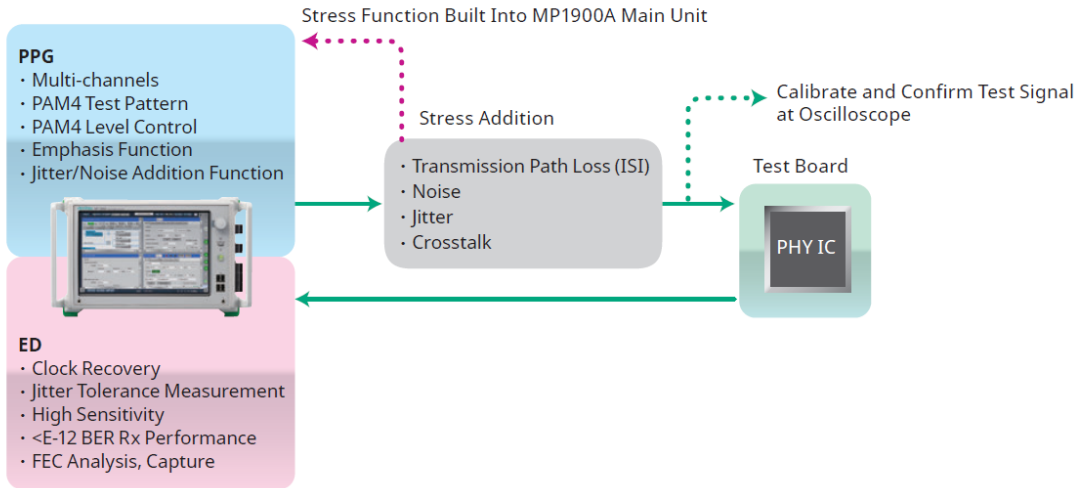 Stress Function Built Into MP1900A Main Unit
PPG
· Multi-channels
· PAM4 Test Pattern
· PAM4 Level Control
· Emphasis Function
· Jitter/Noise Addition Function
Stress Addition
· Transmission Path Loss (ISI)
· Noise
· Jitter
· Crosstalk
Calibrate and Confirm Test Signal
at Oscilloscope
Test Board
PHY IC
ED
· Clock Recovery
· Jitter Tolerance Measurement
· High Sensitivity
· <E-12 BER Rx Performance
· FEC Analysis, Capture